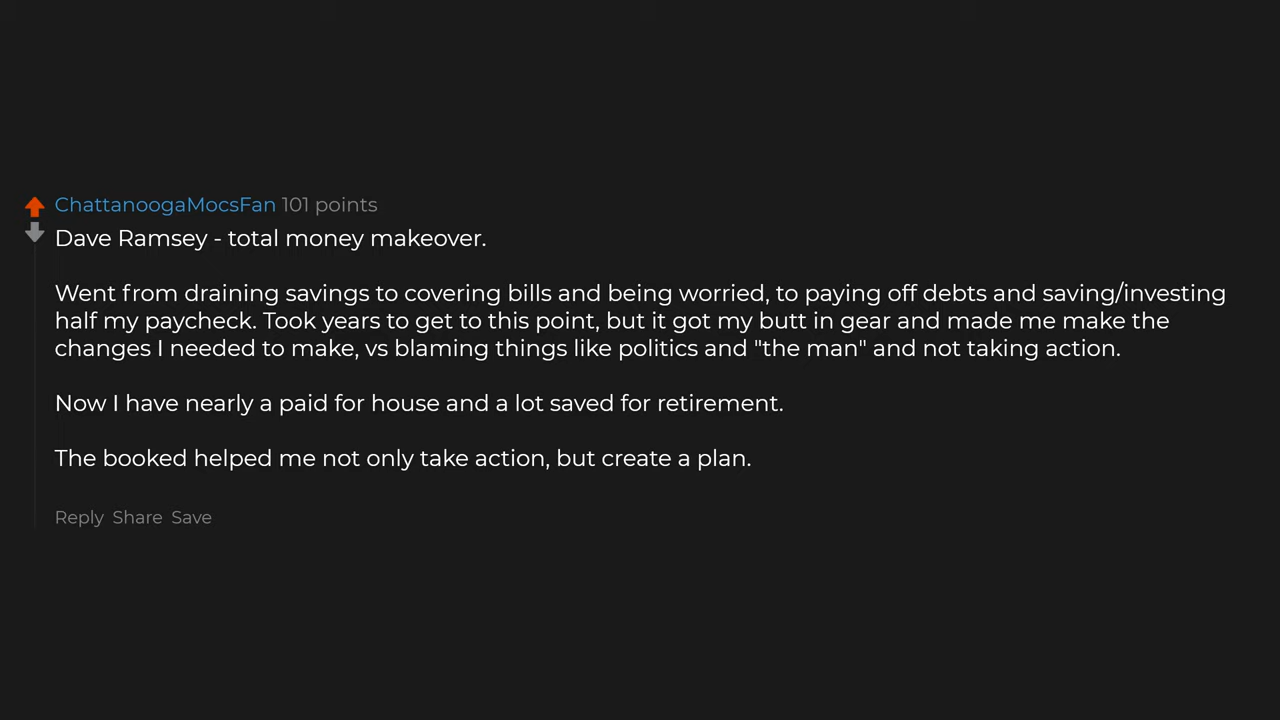 ChattanoogaMocsFan 101 points
Dave Ramsey - total money makeover.
Went from draining savings to covering bills and being worried, to paying off debts and saving/investing
half my paycheck. Took years to get to this point, but it got my butt in gear and made me make the
changes I needed to make, vs blaming things like politics and "the man" and not taking action.
Now I have nearly a paid for house and a lot saved for retirement.
The booked helped me not only take action, but create a plan.
Reply Share Save